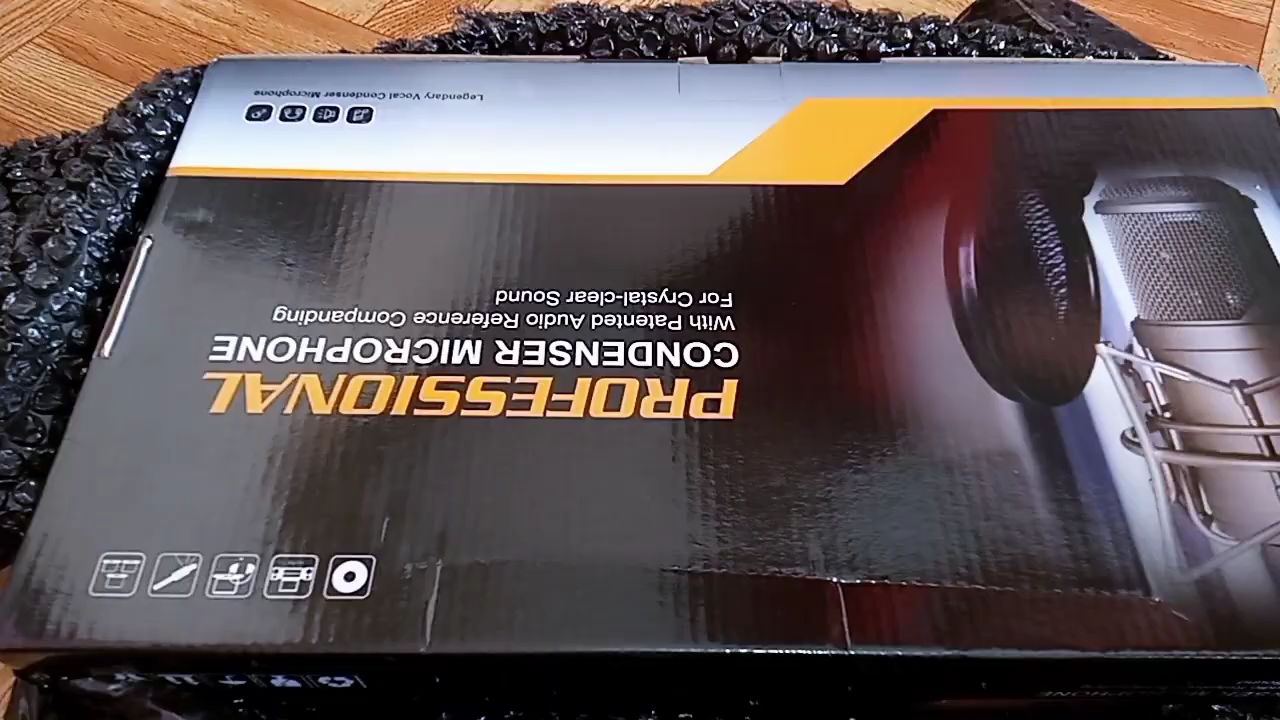 PROFESSIONAL
CONDENSER MICROPHONE
With Patented Audio Reference Companding
For Crystal-clear Sound
Legendary Vocal Condenser Microphone